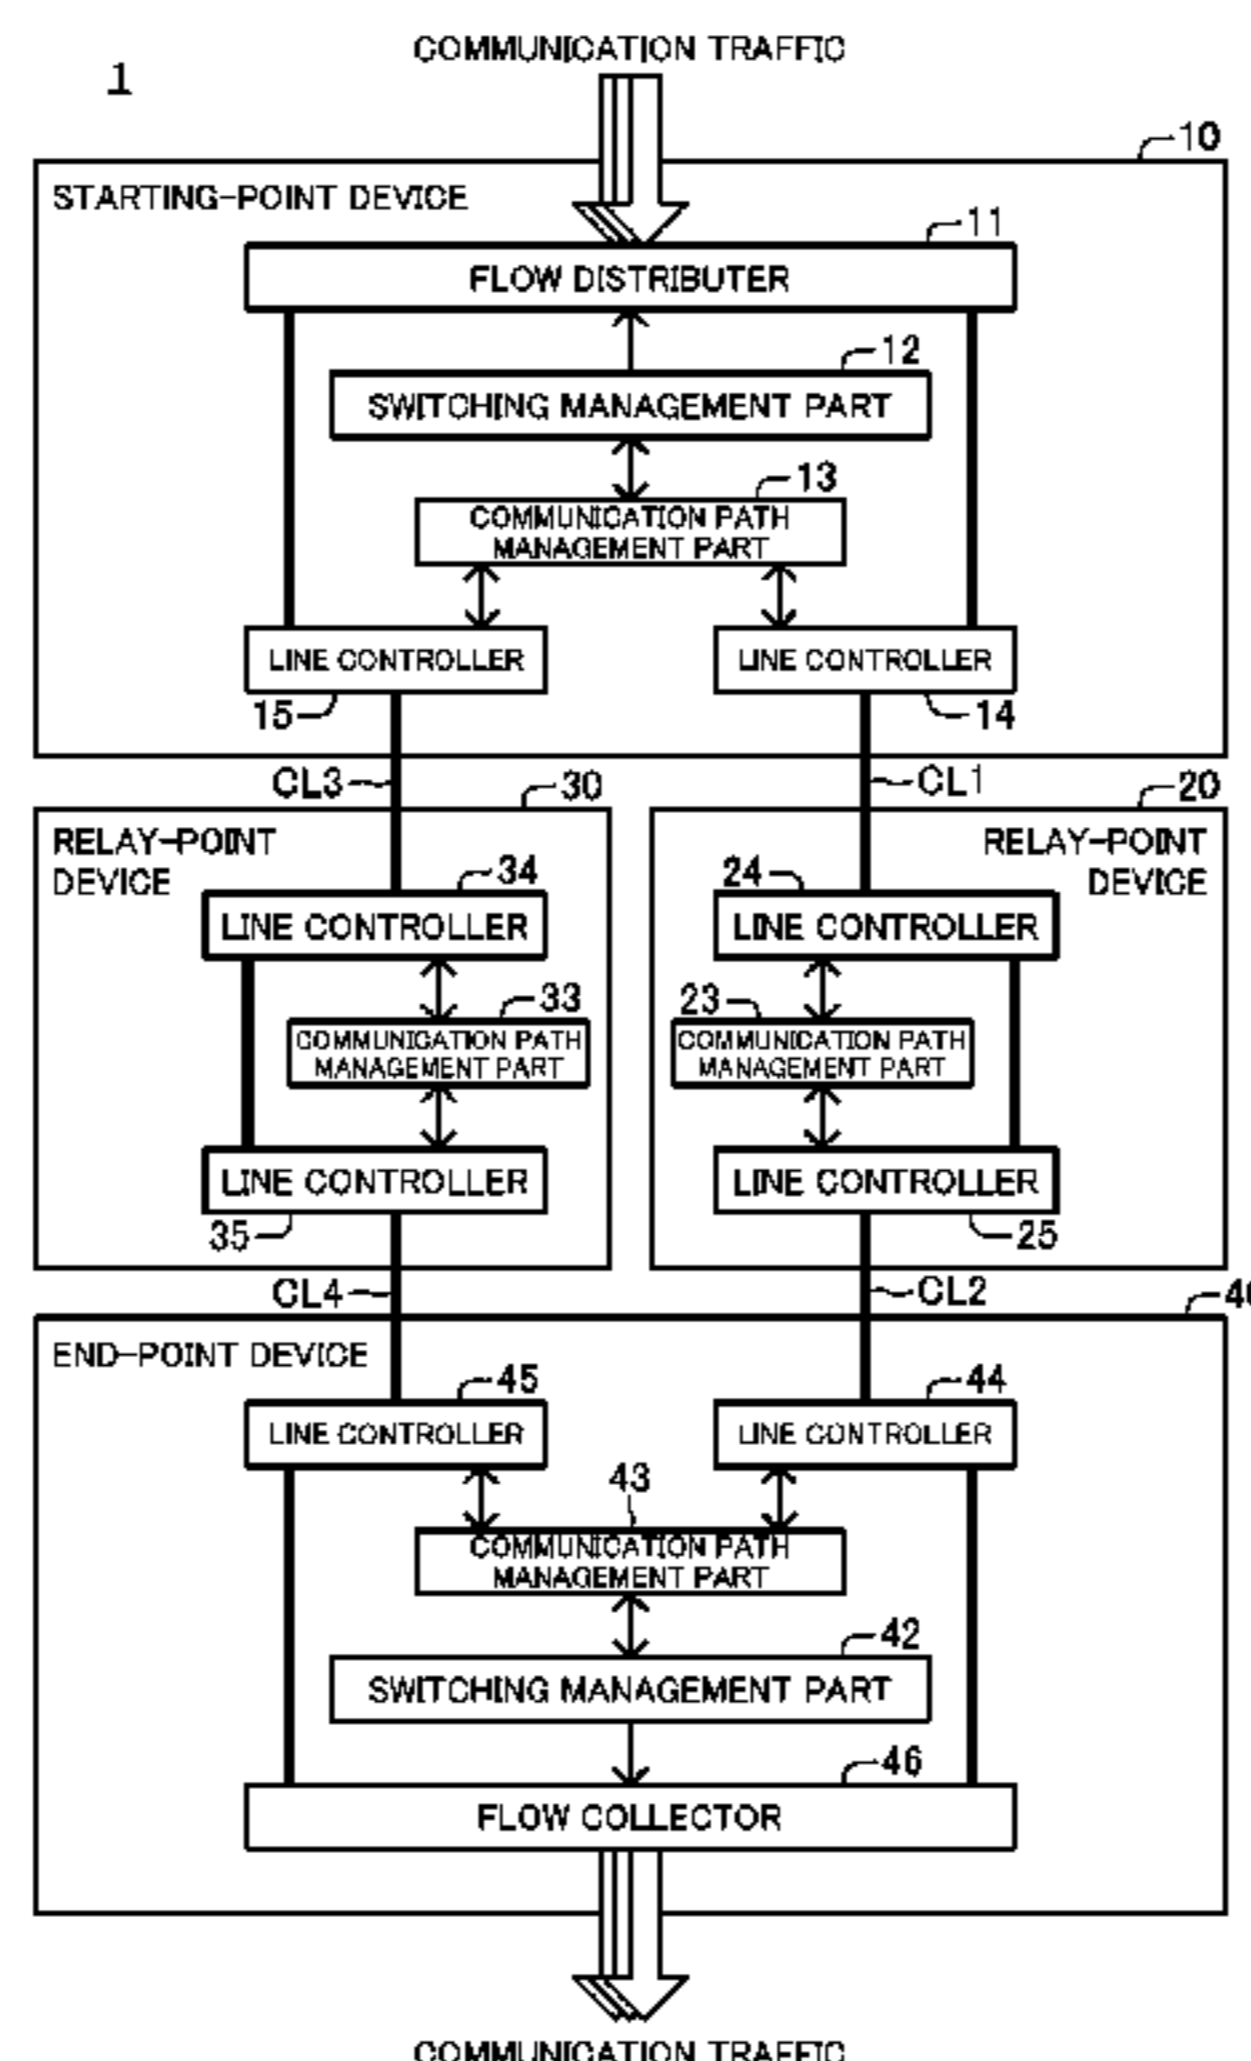 COMMUNICATION TRAFFIC
1
10
STARTING-POINT DEVICE
11
FLOW DISTRIBUTER
12
SWITCHING MANAGEMENT PART
13
COMMUNICATION PATH
MANAGEMENT PART
LINE CONTROLLER
LINE CONTROLLER
15
14
CL3
CL1
30
20
RELAY-POINT
DEVICE
RELAY-POINT
DEVICE
34
24
LINE CONTROLLER
LINE CONTROLLER
33
23
COMMUNICATION PATH
MANAGEMENT PART
COMMUNICATION PATH
MANAGEMENT PART
LINE CONTROLLER
LINE CONTROLLER
35
25
CL4
CL2
40
END-POINT DEVICE
45
44
LINE CONTROLLER
LINE CONTROLLER
43
COMMUNICATION PATH
MANAGEMENT PART
42
SWITCHING MANAGEMENT PART
46
FLOW COLLECTOR
COMMUNICATION TRAFFIC